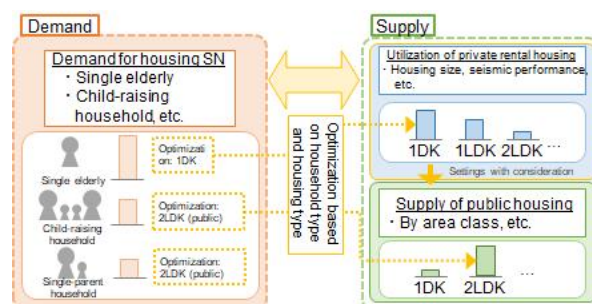 Demand
Demand for housing SN
・Single elderly
・Child-raising
household, etc.
Single elderly
Optimizati
on: 1DK
Child-raising
household
Optimization:
2LDK (public)
Single-parent
household
Optimization:
2LDK (public)
Optimization based
on household type
and housing type
Supply
Utilization of private rental housing
・Housing size, seismic performance,
etc.
1DK 1LDK 2LDK ...
Settings with consideration
Supply of public housing
・By area class, etc.
1DK 2LDK ...